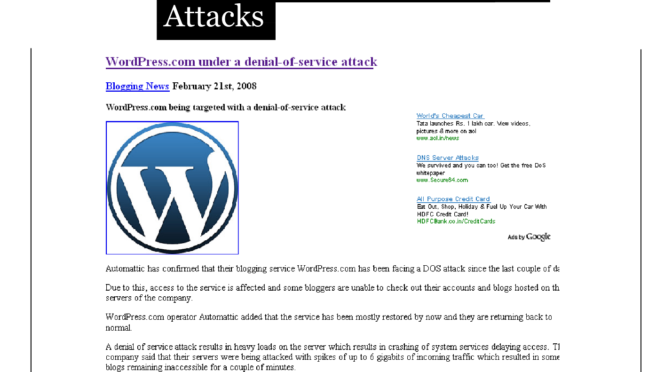 Attacks
WordPress.com under a denial-of-service attack
Blogging News February 21st, 2008
WordPress.com being targeted with a denial-of-service attack
World's Cheapest Car
Tata launches Rs. 1 lakh car. View videos,
pictures & more on aol
www.aol.in/news
DNS Server Attacks
We survived and you can too! Get the free DoS
whitepaper
www.Secure64.com
All Purpose Credit Card
Eat Out, Shop, Holiday & Fuel Up Your Car With
HDFC Credit Card!
HDFCBank.co.in/CreditCards
Ads by Google
Automattic has confirmed that their blogging service WordPress.com has been facing a DOS attack since the last couple of da
Due to this, access to the service is affected and some bloggers are unable to check out their accounts and blogs hosted on th
servers of the company.
WordPress.com operator Automattic added that the service has been mostly restored by now and they are returning back to
normal.
A denial of service attack results in heavy loads on the server which results in crashing of system services delaying access. Th
company said that their servers were being attacked with spikes of up to 6 gigabits of incoming traffic which resulted in some
blogs remaining inaccessible for a couple of minutes.